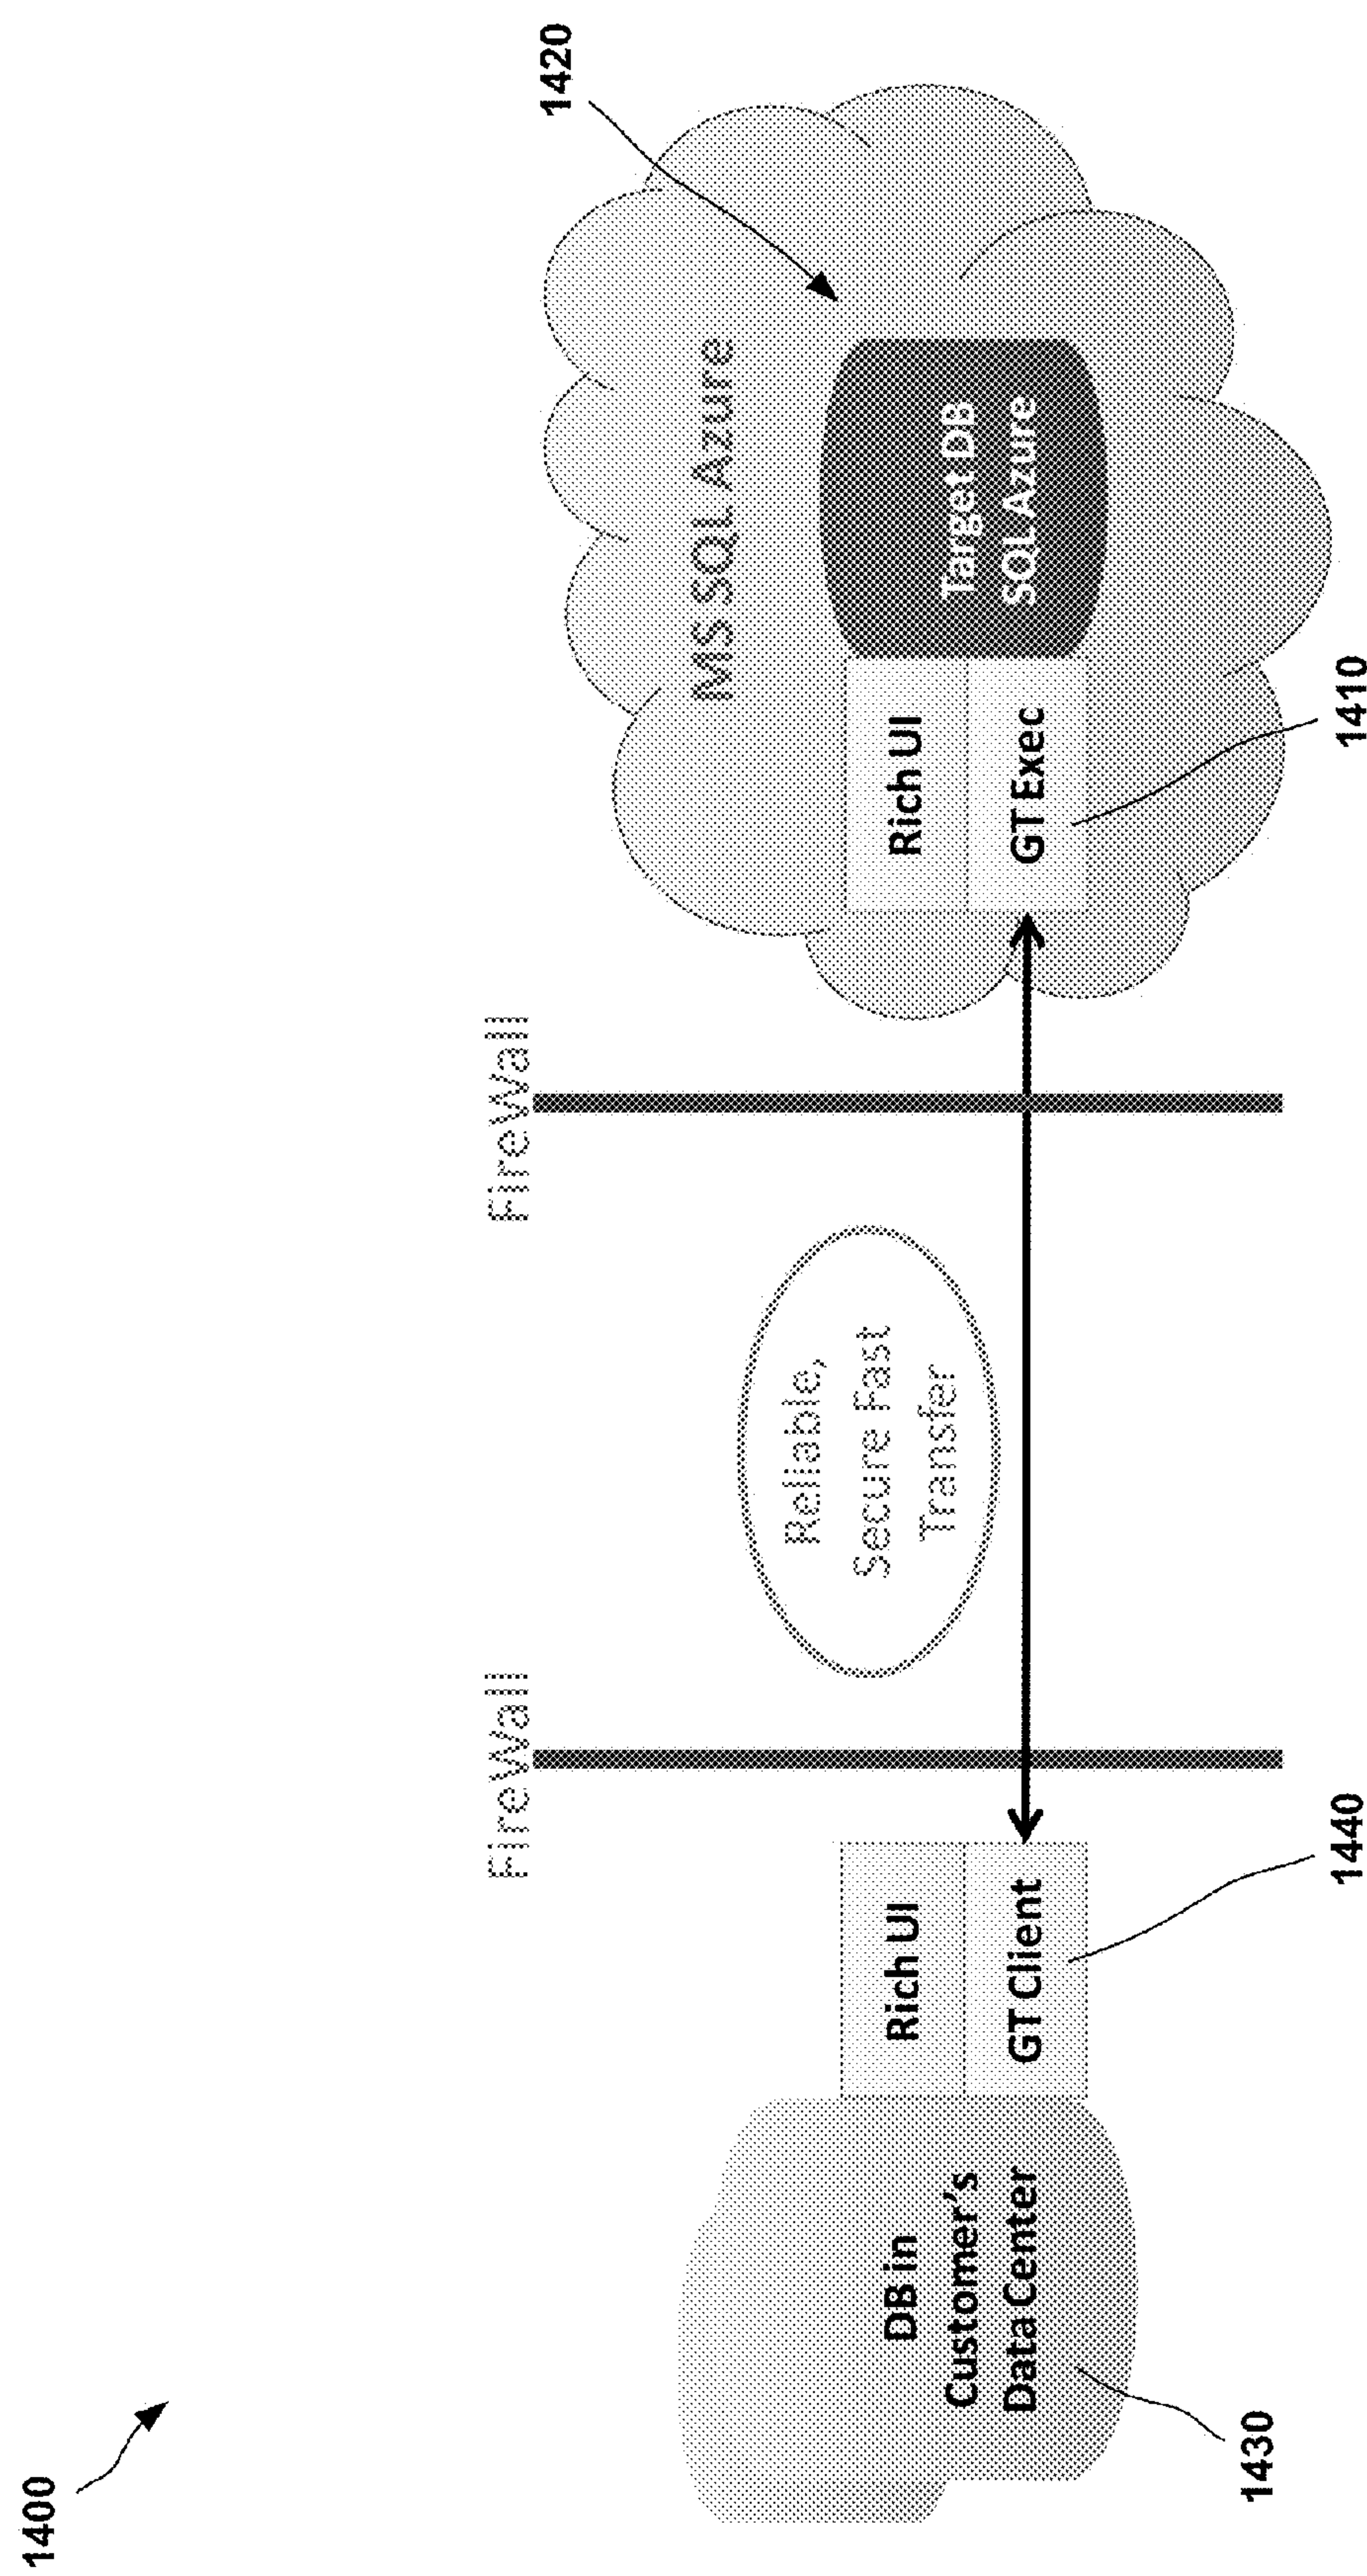 1400
FireWall
FireWall
1420
MS SQL Azure
Reliable,
Secure Fast
Transfer
DB in
Customer's
Data Center
Rich UI
GT Client
Rich UI
GT Exec
Target DB
SQL Azure
1430
1440
1410